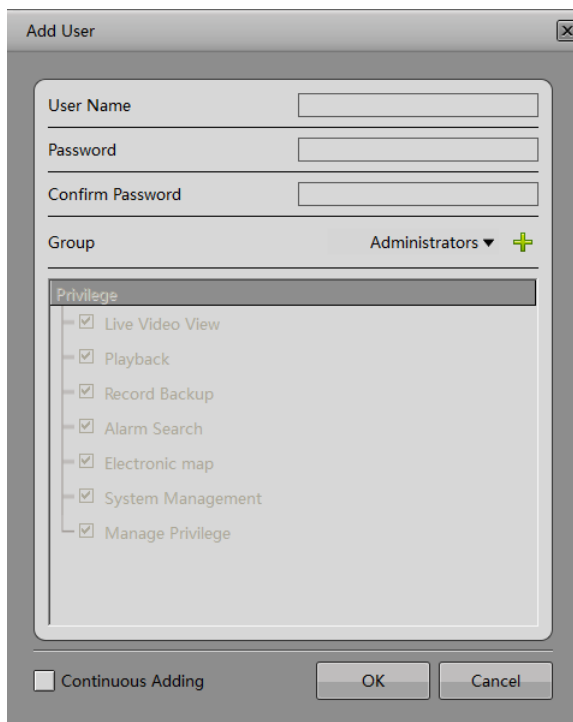 Add User
User Name
Password
Confirm Password
Group Administrators
Privilege
Live Video View
Playback
Record Backup
Alarm Search
Electronic map
System Management
Manage Privilege
Continuous Adding OK Cancel